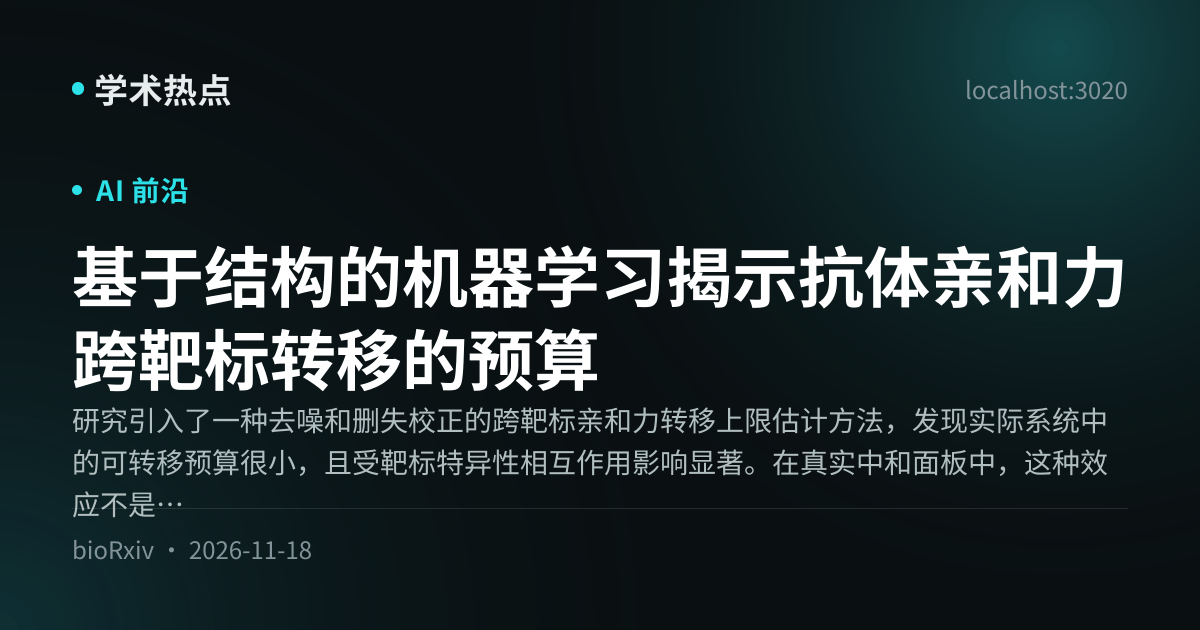 学术热点
localhost:3020
AI 前沿
基于结构的机器学习揭示抗体亲和力
跨靶标转移的预算
研究引入了一种去噪和删失校正的跨靶标亲和力转移上限估计方法，发现实际系统中
的可转移预算很小，且受靶标特异性相互作用影响显著。在真实中和面板中，这种效
应不是…
bioRxiv · 2026-11-18